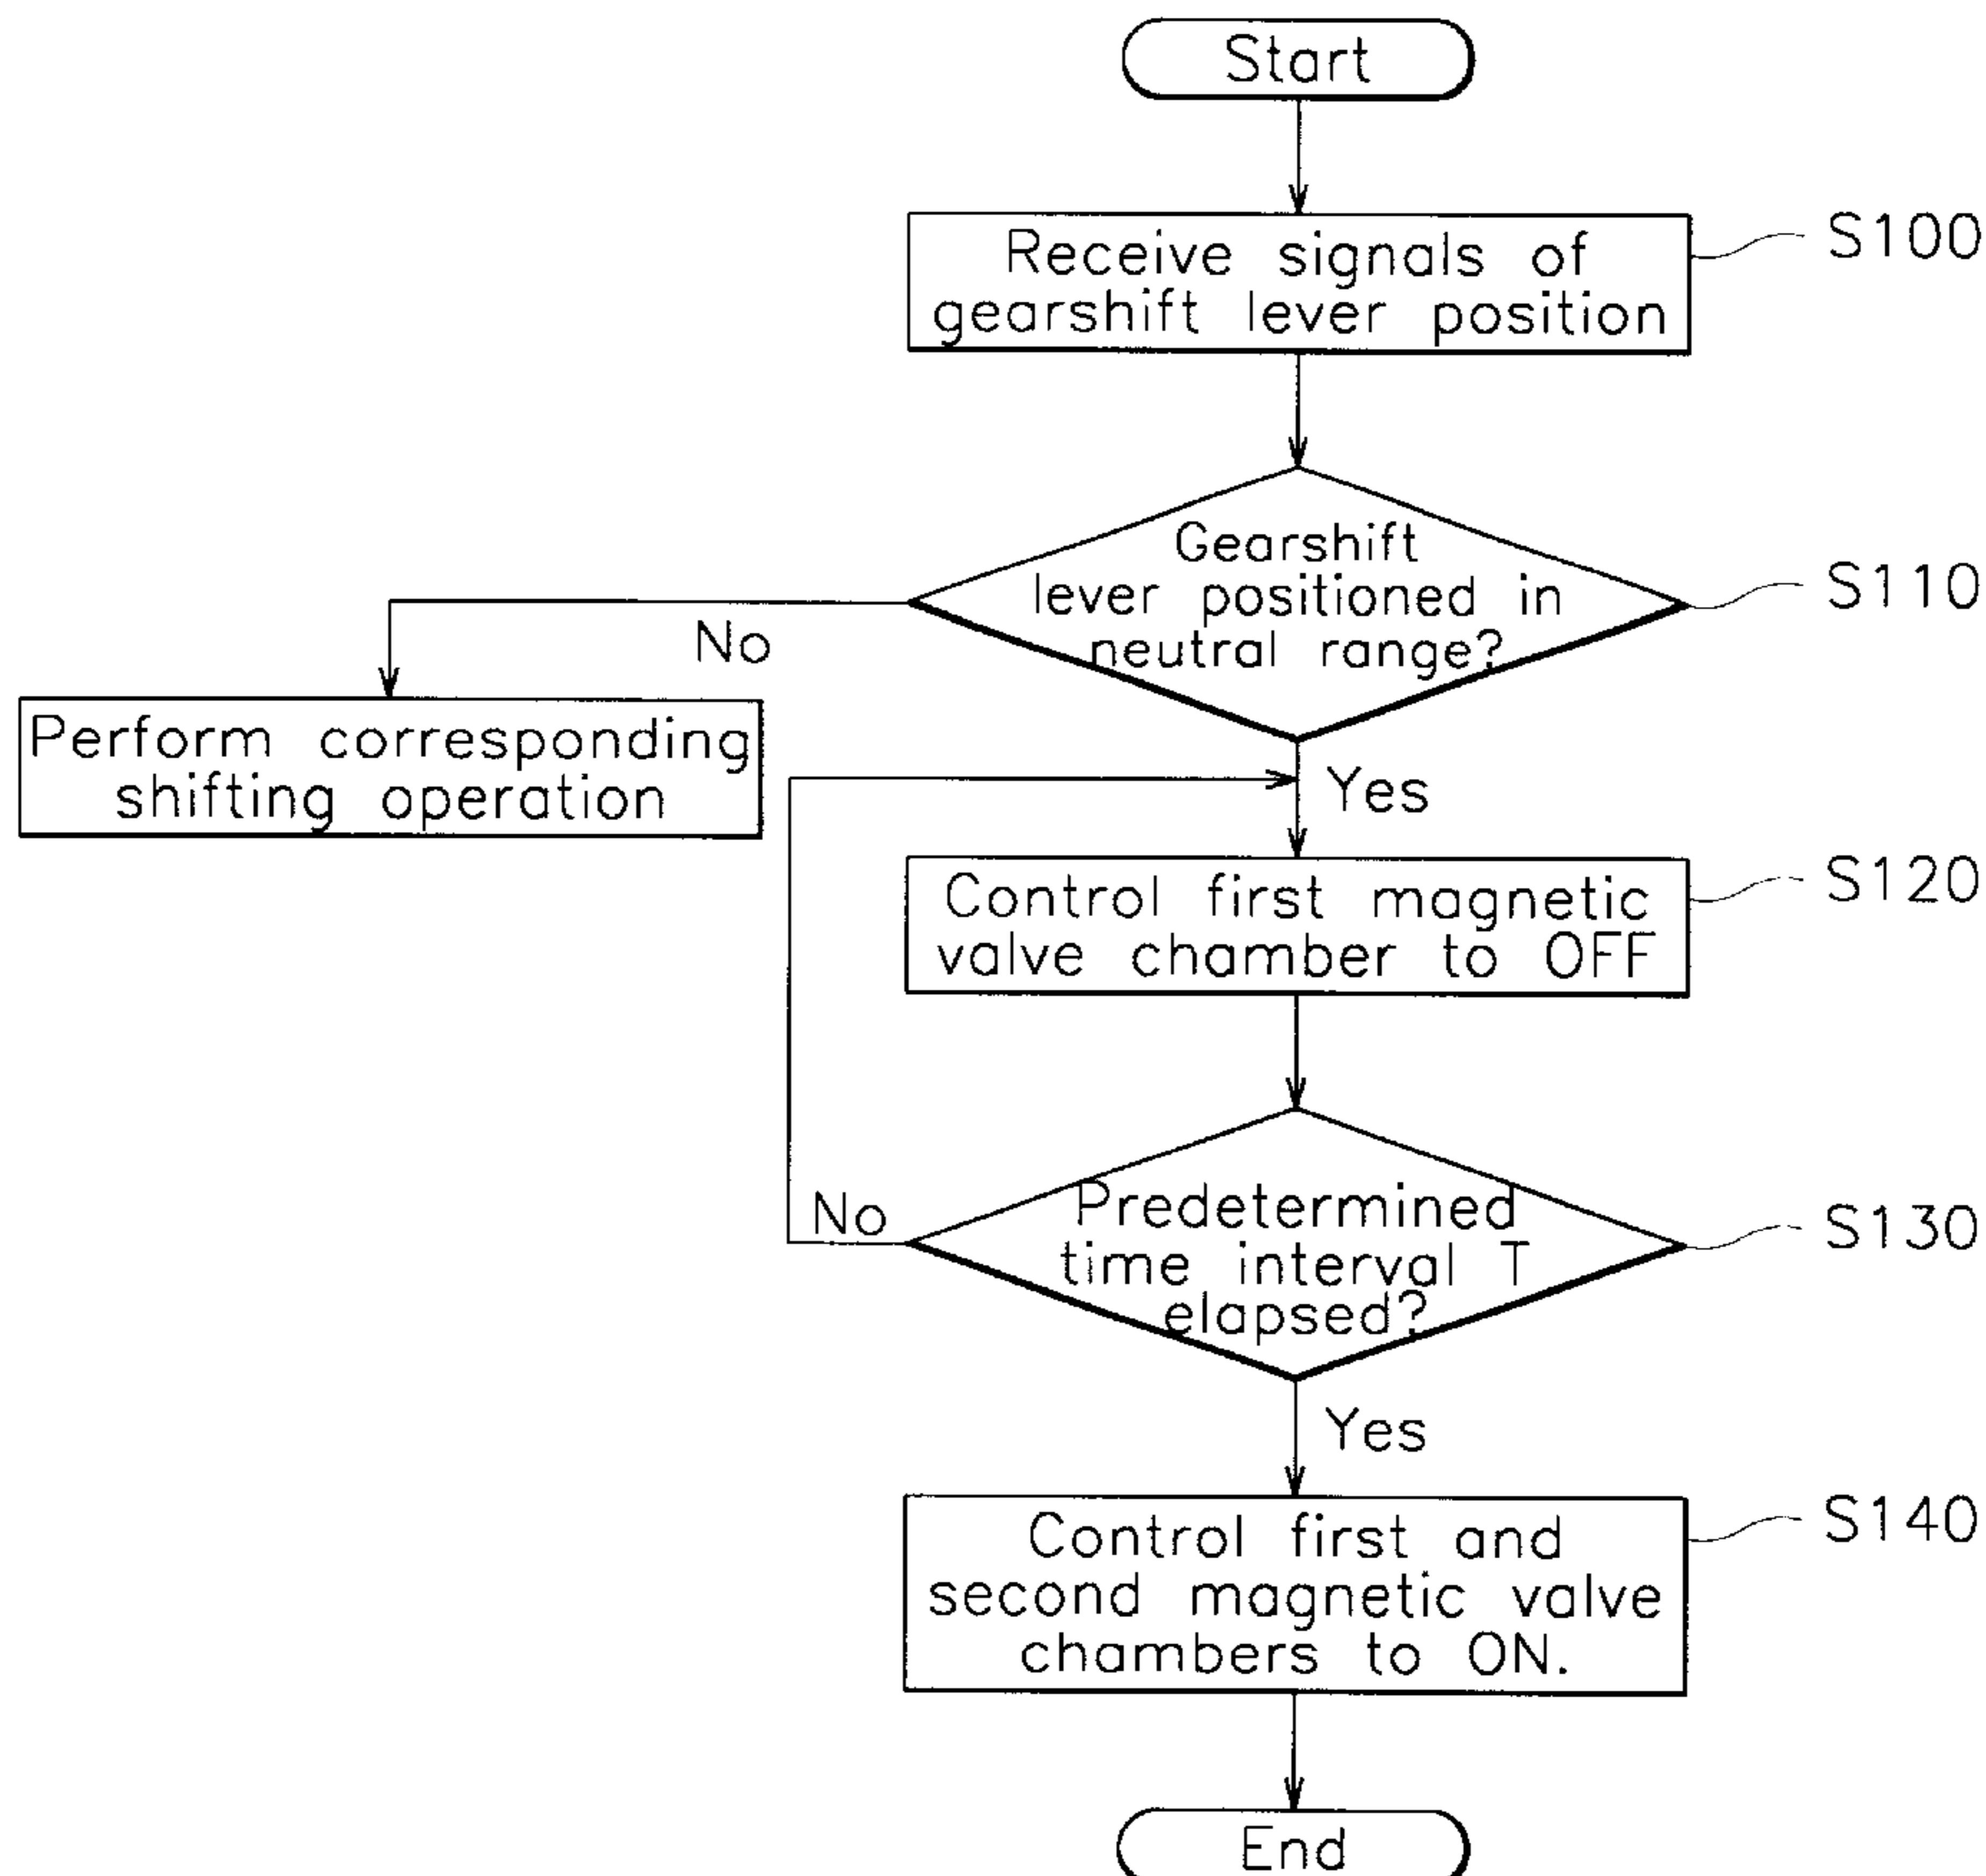 Start
Receive signals of
gearshift lever position
S100
Gearshift
lever positioned in
neutral range?
S110
No
Perform corresponding
shifting operation
Yes
Control first magnetic
valve chamber to OFF
S120
Predetermined
time interval T
elapsed?
S130
No
Yes
Control first and
second magnetic valve
chambers to ON.
S140
End